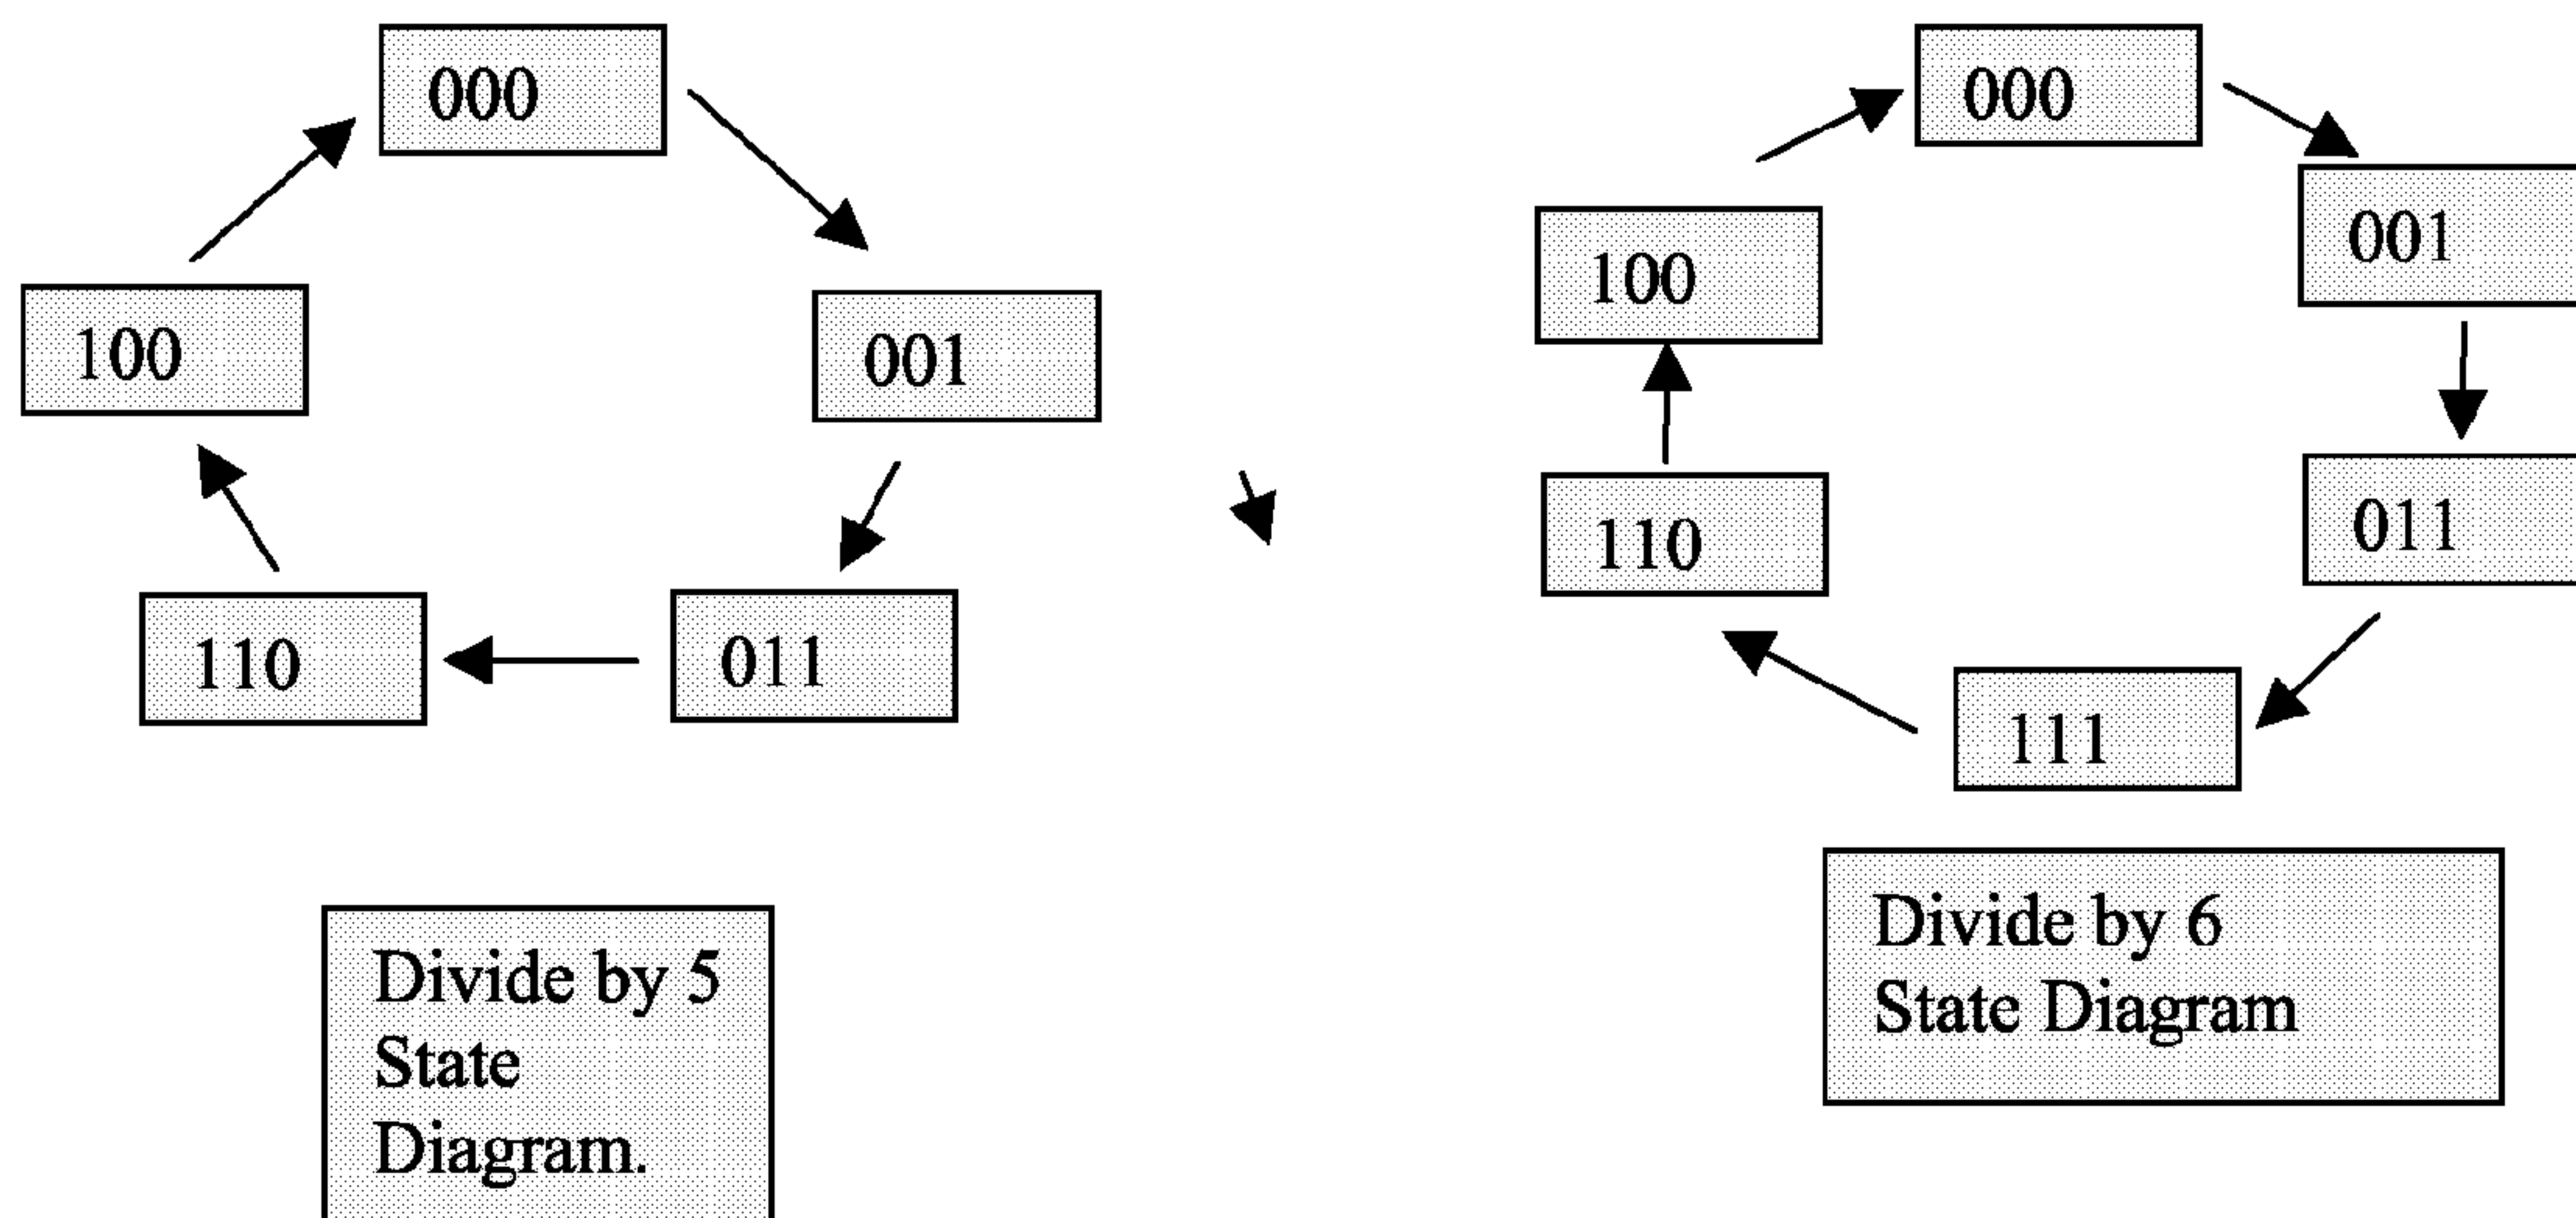 000
001
011
110
100
Divide by 5
State
Diagram.
000
001
011
111
110
100
Divide by 6
State Diagram